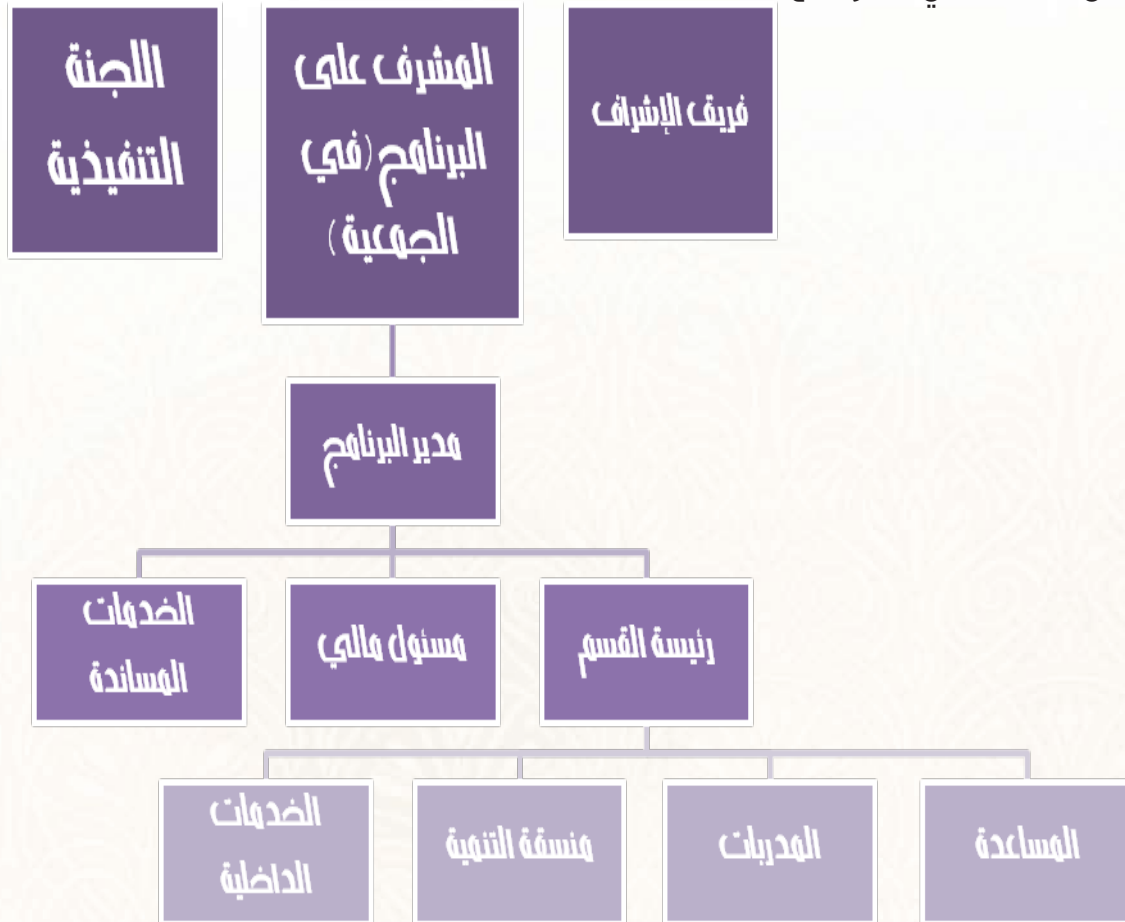 فريق الإشراف
المشرف على
البرنامج (في
الجمعية)
اللجنة
التنفيذية
مدير البرنامج
رئيسة القسم
مسئول مالي
الخدمات
المساندة
المساعدة
المدربات
منسقة التنمية
الخدمات
الداخلية